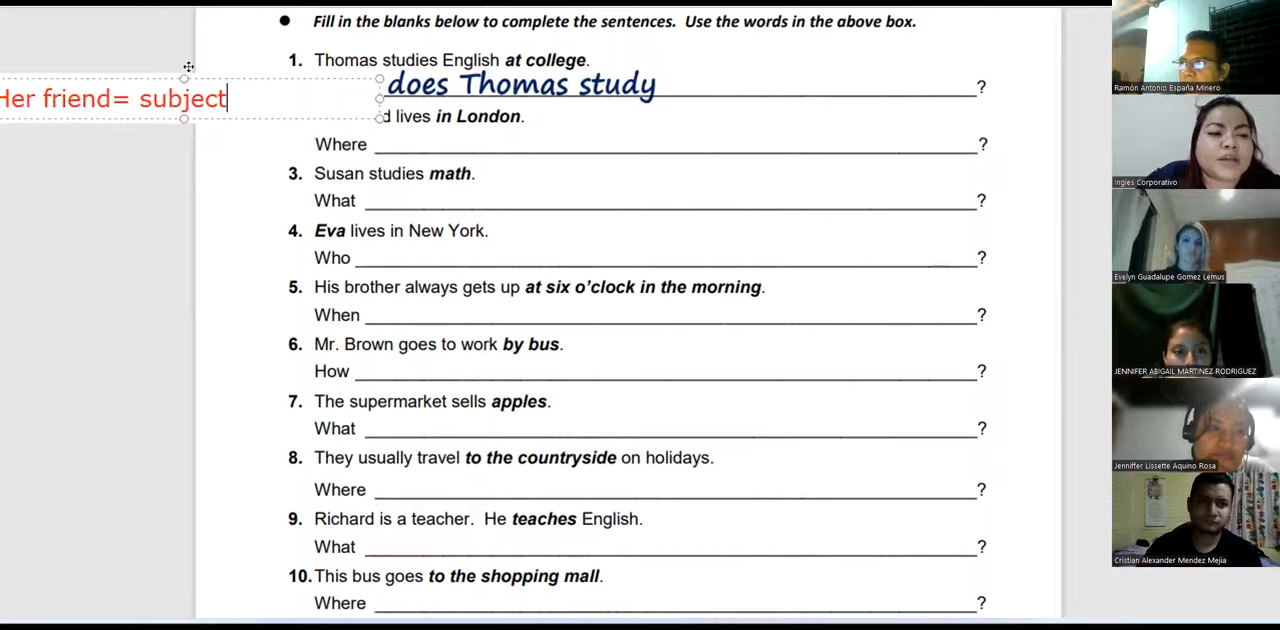 Fill in the blanks below to complete the sentences. Use the words in the above box.
1. Thomas studies English at college.
does Thomas study ?
Her friend= subject
lives in London.
Where ?
3. Susan studies math.
What ?
4. Eva lives in New York.
Who ?
5. His brother always gets up at six o’clock in the morning.
When ?
6. Mr. Brown goes to work by bus.
How ?
7. The supermarket sells apples.
What ?
8. They usually travel to the countryside on holidays.
Where ?
9. Richard is a teacher. He teaches English.
What ?
10. This bus goes to the shopping mall.
Where ?
Ramón Antonio España Minero
Ingles Corporativo
Evelyn Guadalupe Gomez Lemus
JENNIFER ABIGAIL MARTINEZ RODRIGUEZ
Jenniffer Lissette Aquino Rosa
Cristian Alexander Mendez Mejia